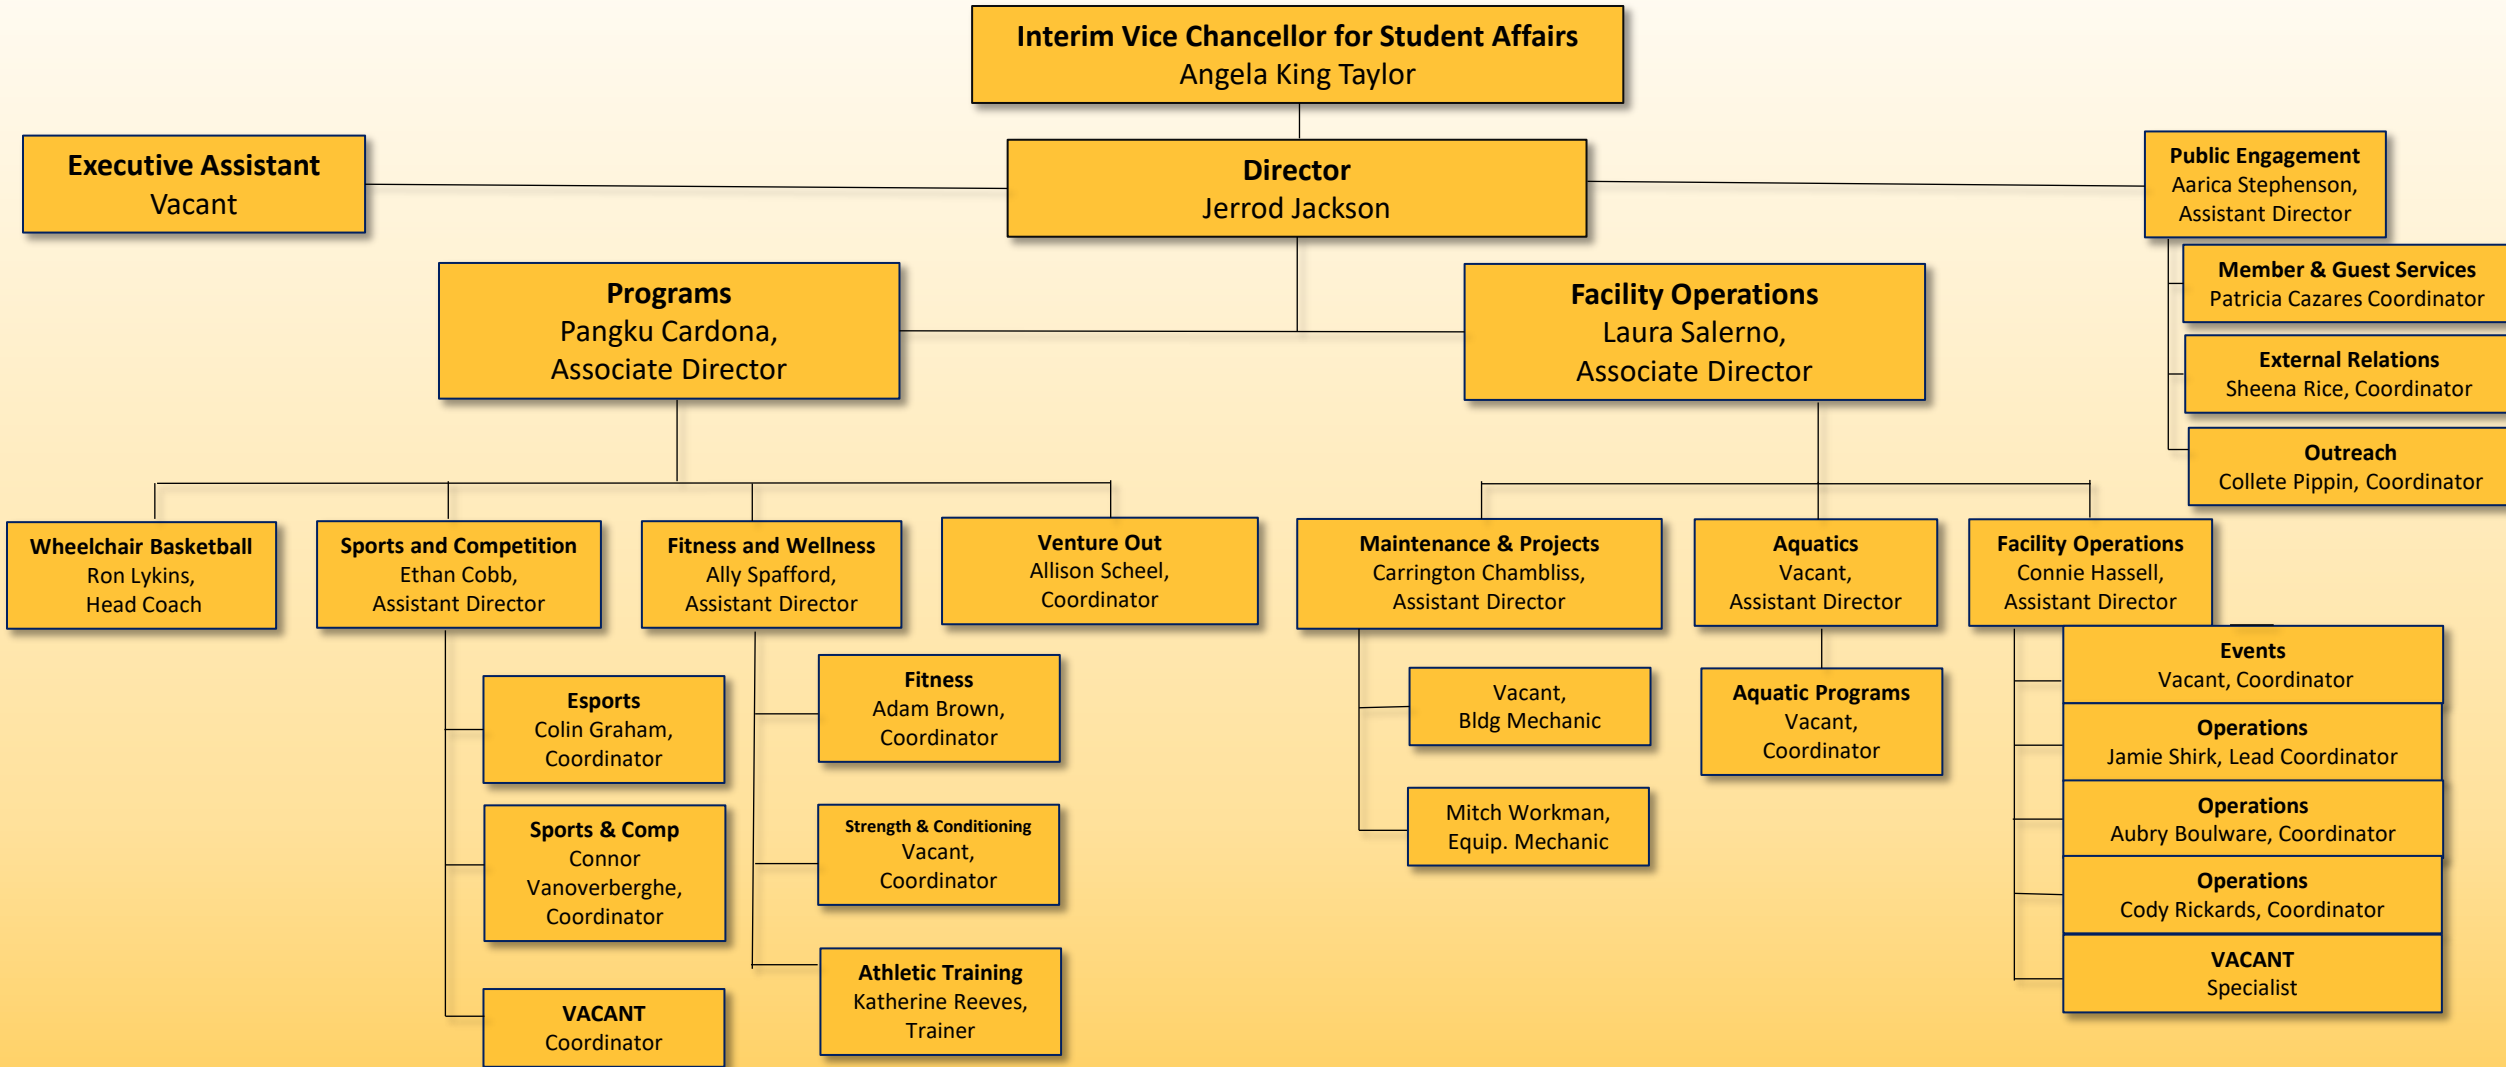 Interim Vice Chancellor for Student Affairs
Angela King Taylor
Executive Assistant
Vacant
Director
Jerrod Jackson
Public Engagement
Aarica Stephenson,
Assistant Director
Member & Guest Services
Patricia Cazares Coordinator
External Relations
Sheena Rice, Coordinator
Outreach
Collete Pippin, Coordinator
Programs
Pangku Cardona,
Associate Director
Facility Operations
Laura Salerno,
Associate Director
Wheelchair Basketball
Ron Lykins,
Head Coach
Sports and Competition
Ethan Cobb,
Assistant Director
Fitness and Wellness
Ally Spafford,
Assistant Director
Venture Out
Allison Scheel,
Coordinator
Maintenance & Projects
Carrington Chambliss,
Assistant Director
Aquatics
Vacant,
Assistant Director
Facility Operations
Connie Hassell,
Assistant Director
Esports
Colin Graham,
Coordinator
Sports & Comp
Connor
Vanoverberghe,
Coordinator
VACANT
Coordinator
Fitness
Adam Brown,
Coordinator
Strength & Conditioning
Vacant,
Coordinator
Athletic Training
Katherine Reeves,
Trainer
Vacant,
Bldg Mechanic
Mitch Workman,
Equip. Mechanic
Aquatic Programs
Vacant,
Coordinator
Events
Vacant, Coordinator
Operations
Jamie Shirk, Lead Coordinator
Operations
Aubry Boulware, Coordinator
Operations
Cody Rickards, Coordinator
VACANT
Specialist